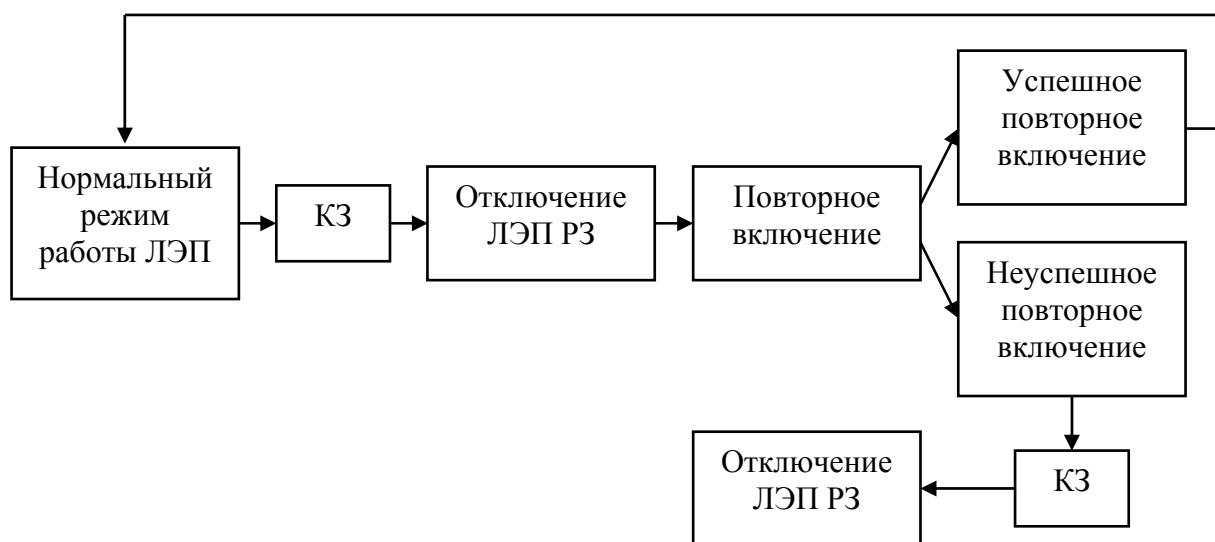 Нормальный
режим
работы ЛЭП
КЗ
Отключение
ЛЭП РЗ
Повторное
включение
Успешное
повторное
включение
Неуспешное
повторное
включение
КЗ
Отключение
ЛЭП РЗ